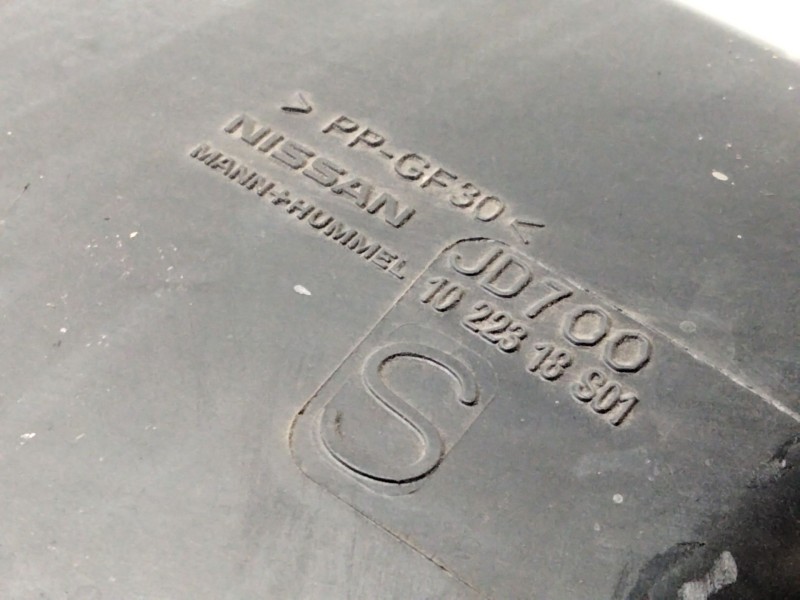 > PP-GF30 <
NISSAN
MANN+HUMMEL
JD700
10 223 18 S01
S